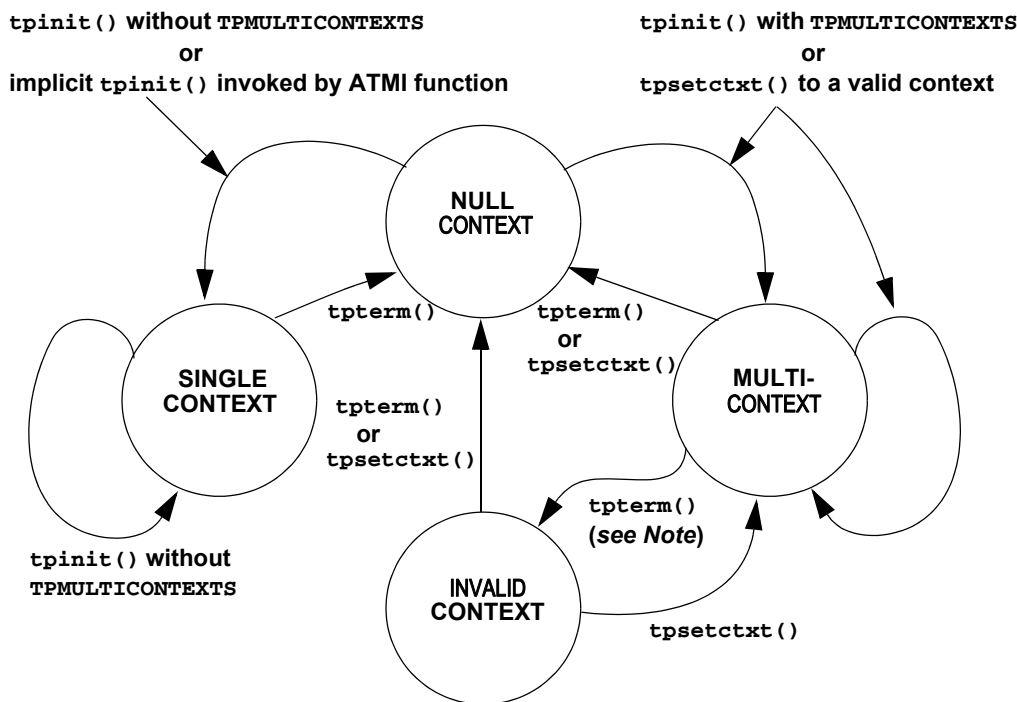 tpinit() without TPMULTICONTEXTS
or
implicit tpinit() invoked by ATMI function
tpinit() with TPMULTICONTEXTS
or
tpsetctxt() to a valid context
NULL
CONTEXT
tpterm()
tpterm()
or
tpsetctxt()
SINGLE
CONTEXT
MULTI-
CONTEXT
tpterm()
or
tpsetctxt()
tpterm()
(see Note)
tpinit() without
TPMULTICONTEXTS
INVALID
CONTEXT
tpsetctxt()